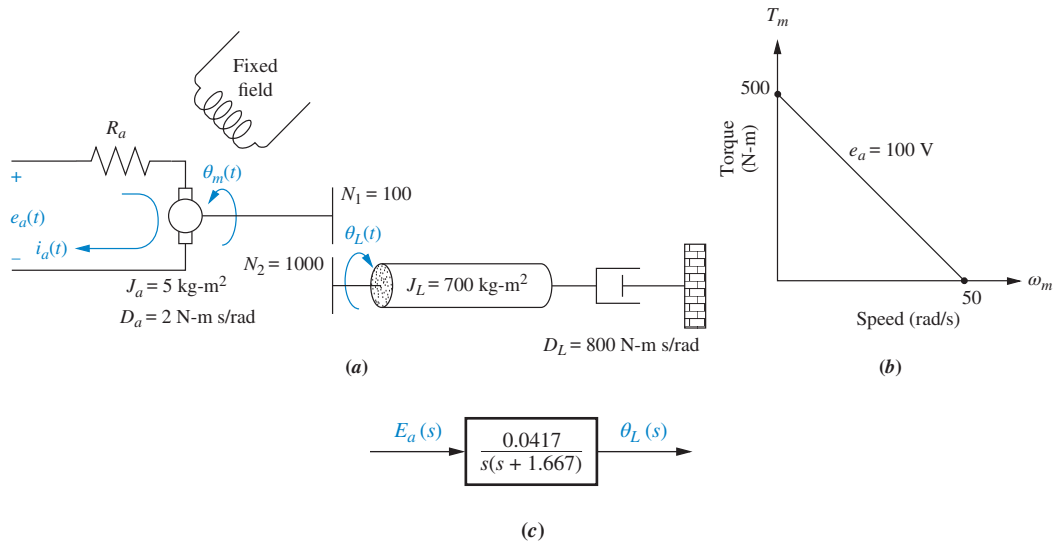 Fixed
field
R_a
+
e_a(t)
–
i_a(t)
θ_m(t)
N_1 = 100
θ_L(t)
N_2 = 1000
J_a = 5 kg-m²
D_a = 2 N-m s/rad
J_L = 700 kg-m²
D_L = 800 N-m s/rad
(a)
T_m
500
Torque
(N-m)
e_a = 100 V
50
ω_m
Speed (rad/s)
(b)
E_a(s)
0.0417
s(s + 1.667)
θ_L(s)
(c)